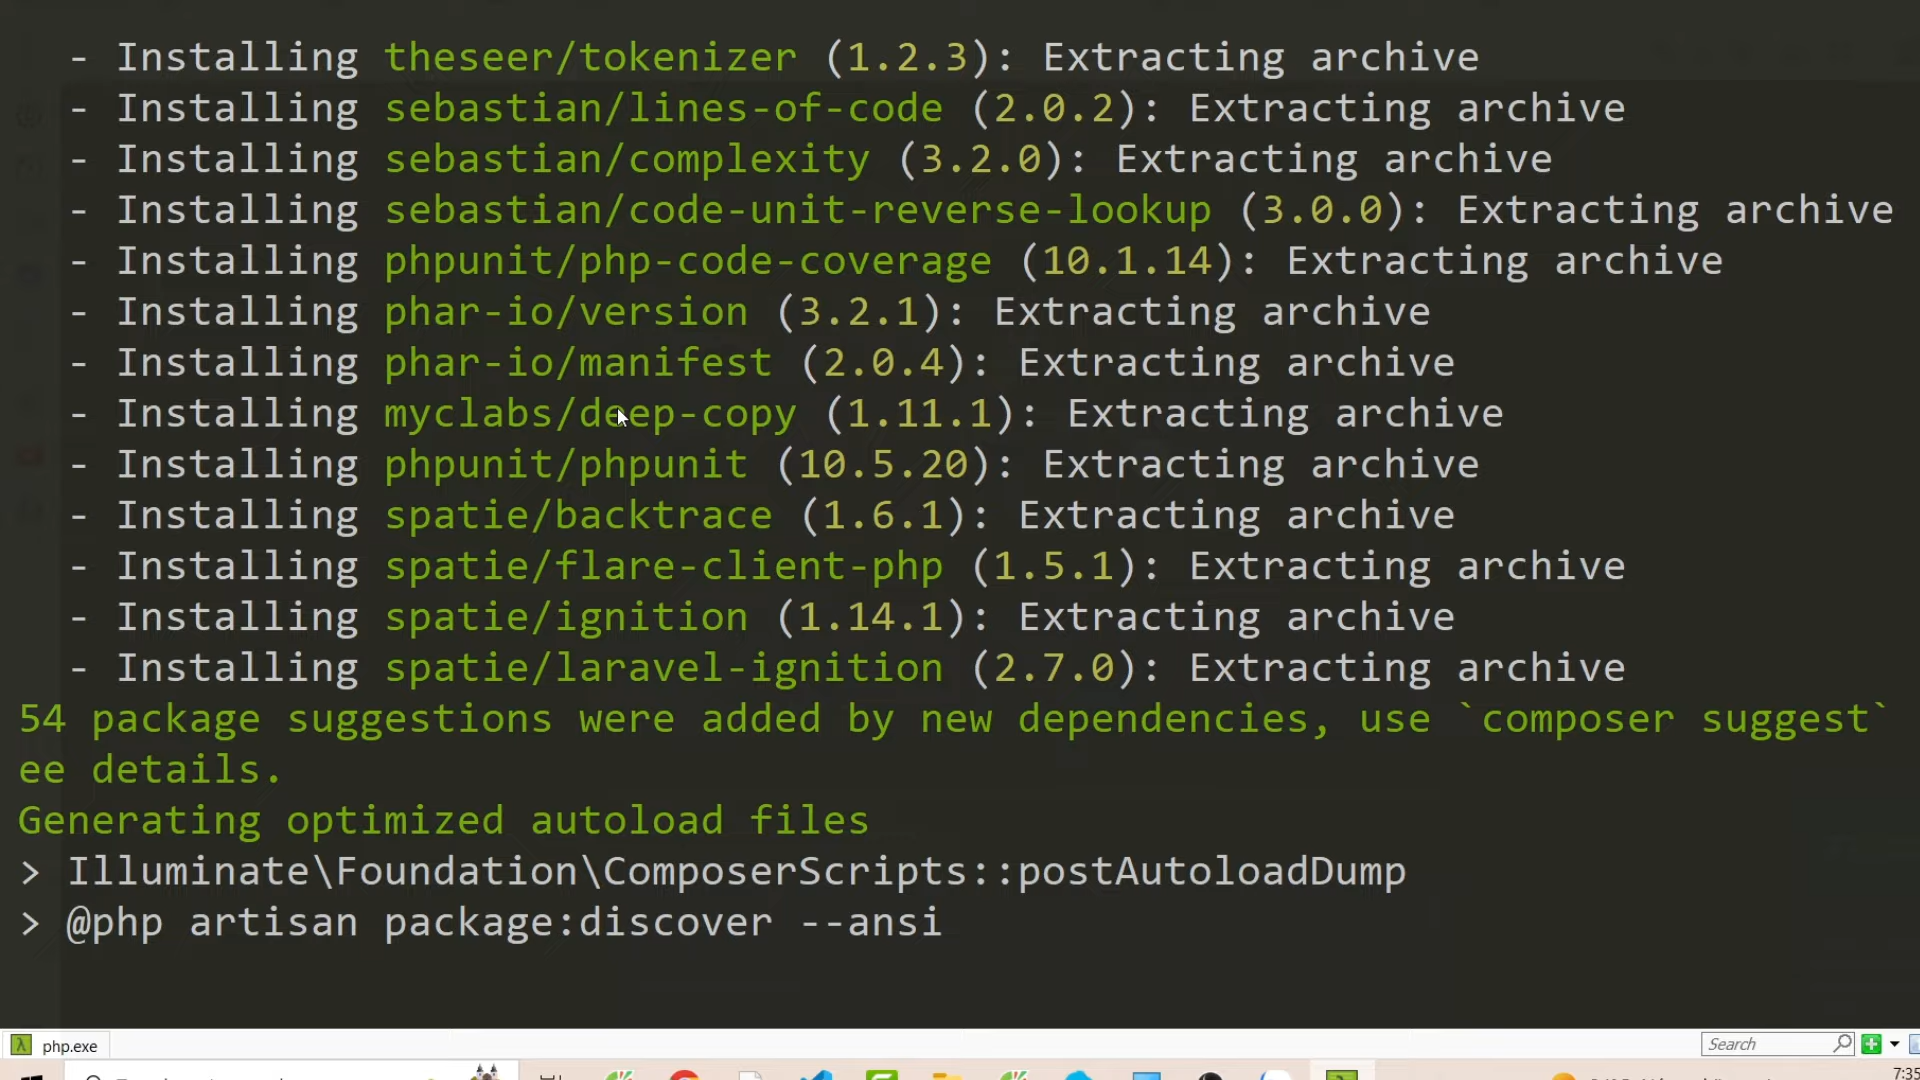 - Installing theseer/tokenizer (1.2.3): Extracting archive
- Installing sebastian/lines-of-code (2.0.2): Extracting archive
- Installing sebastian/complexity (3.2.0): Extracting archive
- Installing sebastian/code-unit-reverse-lookup (3.0.0): Extracting archive
- Installing phpunit/php-code-coverage (10.1.14): Extracting archive
- Installing phar-io/version (3.2.1): Extracting archive
- Installing phar-io/manifest (2.0.4): Extracting archive
- Installing myclabs/deep-copy (1.11.1): Extracting archive
- Installing phpunit/phpunit (10.5.20): Extracting archive
- Installing spatie/backtrace (1.6.1): Extracting archive
- Installing spatie/flare-client-php (1.5.1): Extracting archive
- Installing spatie/ignition (1.14.1): Extracting archive
- Installing spatie/laravel-ignition (2.7.0): Extracting archive
54 package suggestions were added by new dependencies, use `composer suggest`
ee details.
Generating optimized autoload files
> Illuminate\Foundation\ComposerScripts::postAutoloadDump
> @php artisan package:discover --ansi
php.exe
Search
7:35